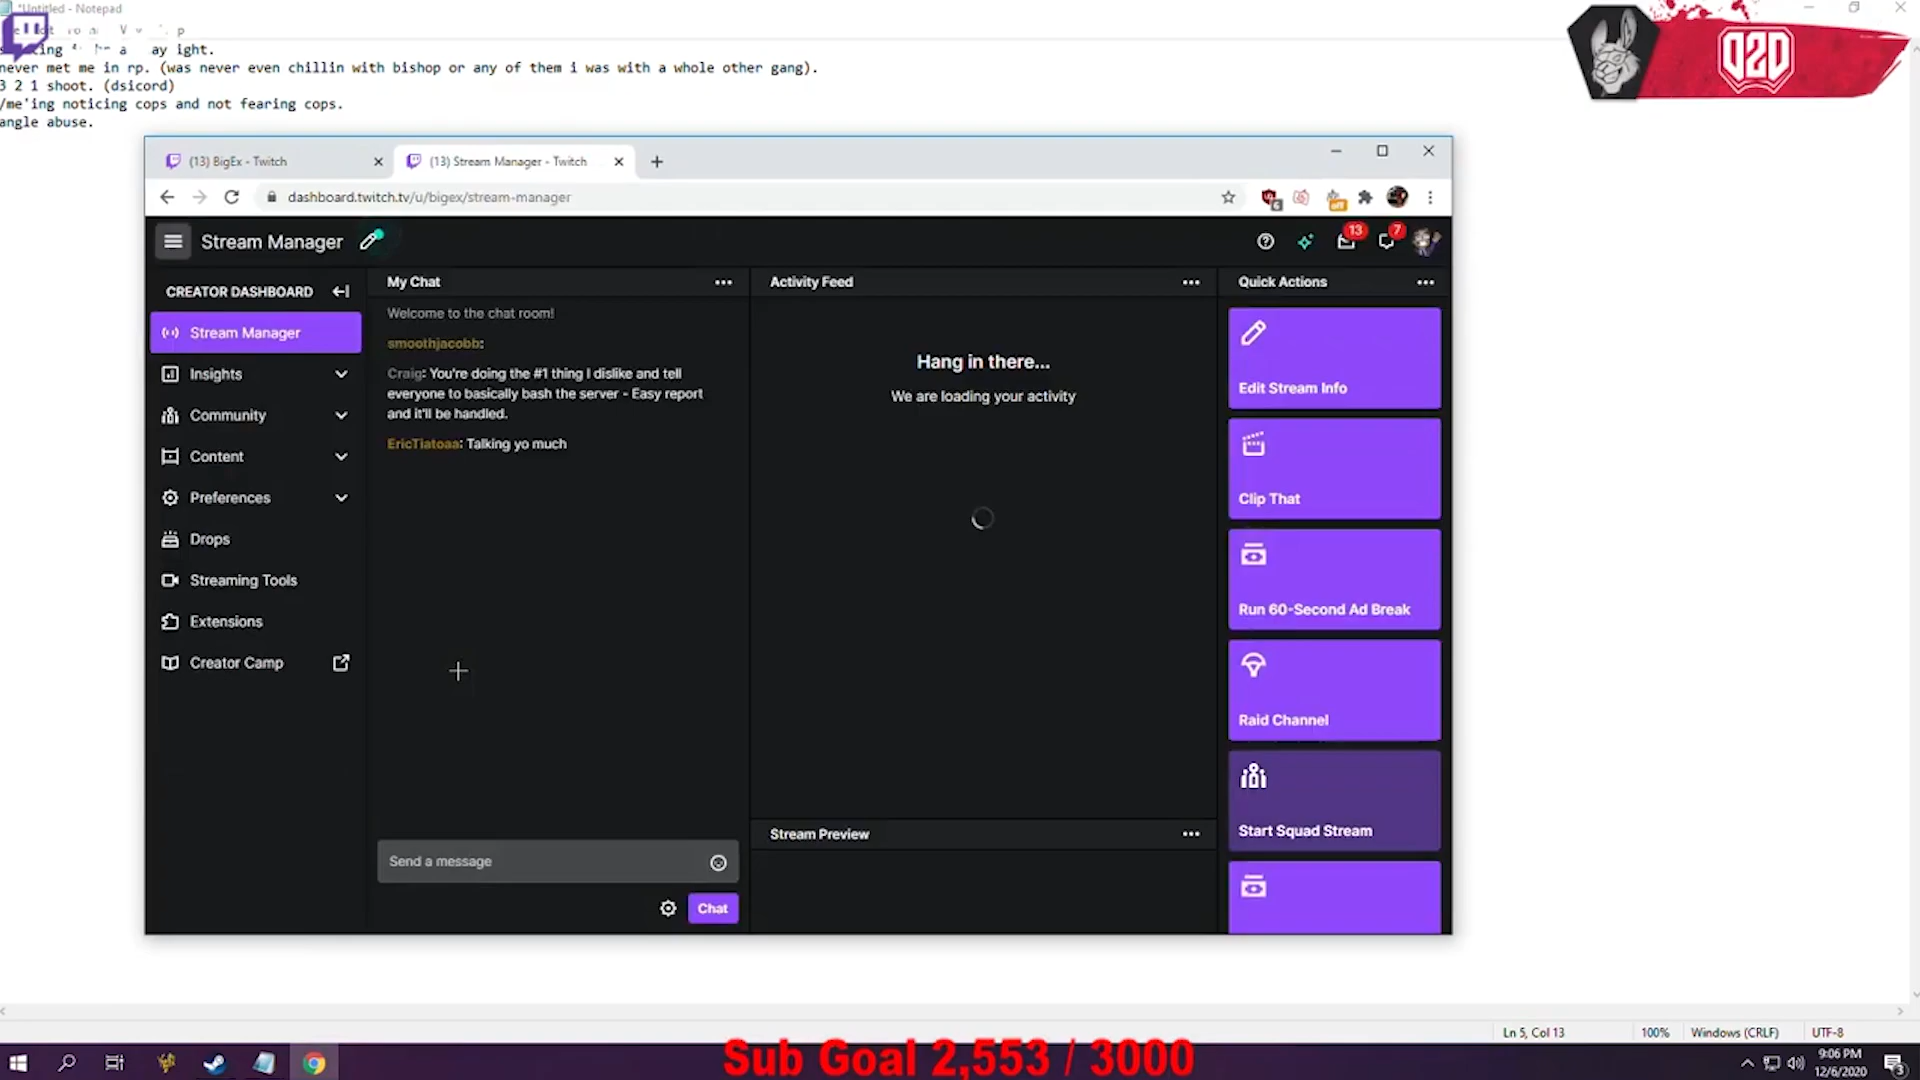 *Untitled - Notepad
ight.
never met me in rp. (was never even chillin with bishop or any of them i was with a whole other gang).
3 2 1 shoot. (dsicord)
/me'ing noticing cops and not fearing cops.
angle abuse.
020
(13) BigEx - Twitch
(13) Stream Manager - Twitch
dashboard.twitch.tv/u/bigex/stream-manager
6
off
Stream Manager
13
7
CREATOR DASHBOARD
Stream Manager
Insights
Community
Content
Preferences
Drops
Streaming Tools
Extensions
Creator Camp
My Chat
Welcome to the chat room!
smoothjacobb:
Craig: You're doing the #1 thing I dislike and tell
everyone to basically bash the server - Easy report
and it'll be handled.
EricTiatoaa: Talking yo much
Send a message
Chat
Activity Feed
Hang in there...
We are loading your activity
Stream Preview
Quick Actions
Edit Stream Info
Clip That
Run 60-Second Ad Break
Raid Channel
Start Squad Stream
Ln 5, Col 13
100%
Windows (CRLF)
UTF-8
Sub Goal 2,553 / 3000
9:06 PM
12/6/2020
3